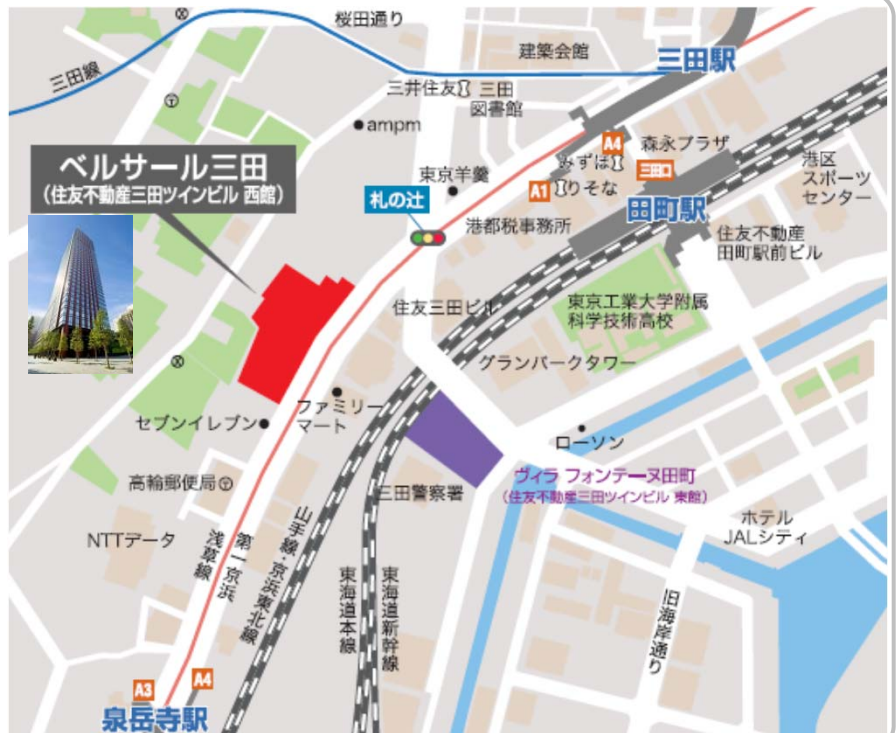 桜田通り
三田線
建築会館
三田駅
三井住友
三田
図書館
ampm
A4
森永プラザ
ベルサール三田
(住友不動産三田ツインビル 西館)
東京羊羹
みずほ
三田口
港区
スポーツ
センター
A1
りそな
札の辻
田町駅
港都税事務所
住友不動産
田町駅前ビル
住友三田ビル
東京工業大学附属
科学技術高校
グランパークタワー
ファミリー
マート
セブンイレブン
ローソン
高輪郵便局
三田警察署
ヴィラ フォンテーヌ田町
(住友不動産三田ツインビル 東館)
ホテル
JALシティ
NTTデータ
浅草線
第一京浜
山手線・京浜東北線
東海道本線
東海道新幹線
旧海岸通り
A3
A4
泉岳寺駅